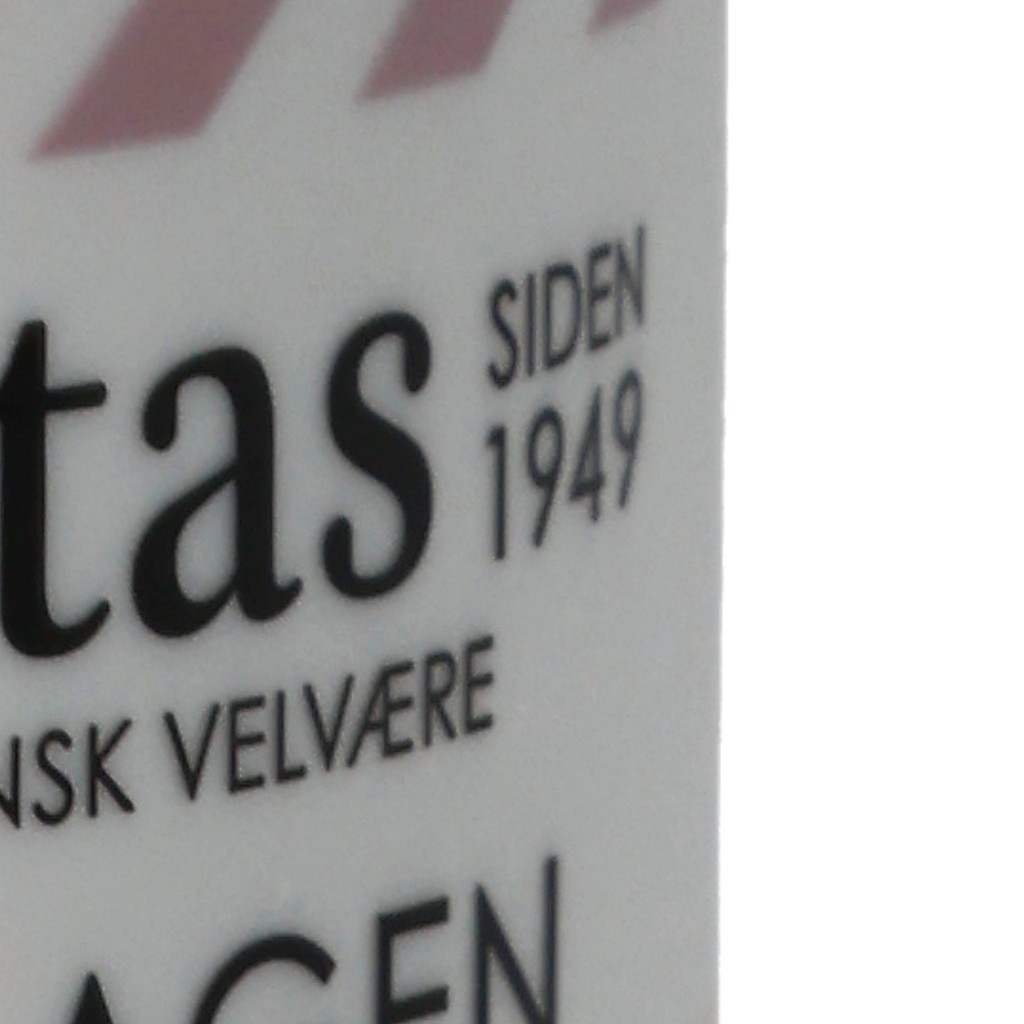 tas
SIDEN
1949
NSK VELVÆRE
AGEN